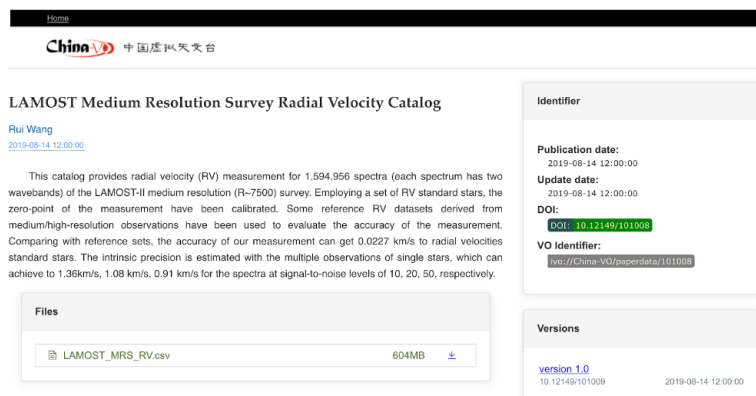 Home
China-VO 中国虚拟天文台
LAMOST Medium Resolution Survey Radial Velocity Catalog
Rui Wang
2019-08-14 12:00:00
This catalog provides radial velocity (RV) measurement for 1,594,956 spectra (each spectrum has two
wavebands) of the LAMOST-II medium resolution (R~7500) survey. Employing a set of RV standard stars, the
zero-point of the measurement have been calibrated. Some reference RV datasets derived from
medium/high-resolution observations have been used to evaluate the accuracy of the measurement.
Comparing with reference sets, the accuracy of our measurement can get 0.0227 km/s to radial velocities
standard stars. The intrinsic precision is estimated with the multiple observations of single stars, which can
achieve to 1.36km/s, 1.08 km/s, 0.91 km/s for the spectra at signal-to-noise levels of 10, 20, 50, respectively.
Files
LAMOST_MRS_RV.csv 604MB
Identifier
Publication date:
2019-08-14 12:00:00
Update date:
2019-08-14 12:00:00
DOI:
DOI: 10.12149/101008
VO Identifier:
ivo://China-VO/paperdata/101008
Versions
version 1.0
10.12149/101009 2019-08-14 12:00:00